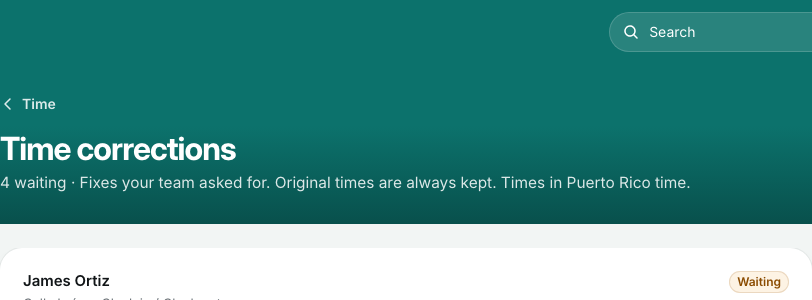 Search
Time
Time corrections
4 waiting · Fixes your team asked for. Original times are always kept. Times in Puerto Rico time.
James Ortiz
Waiting